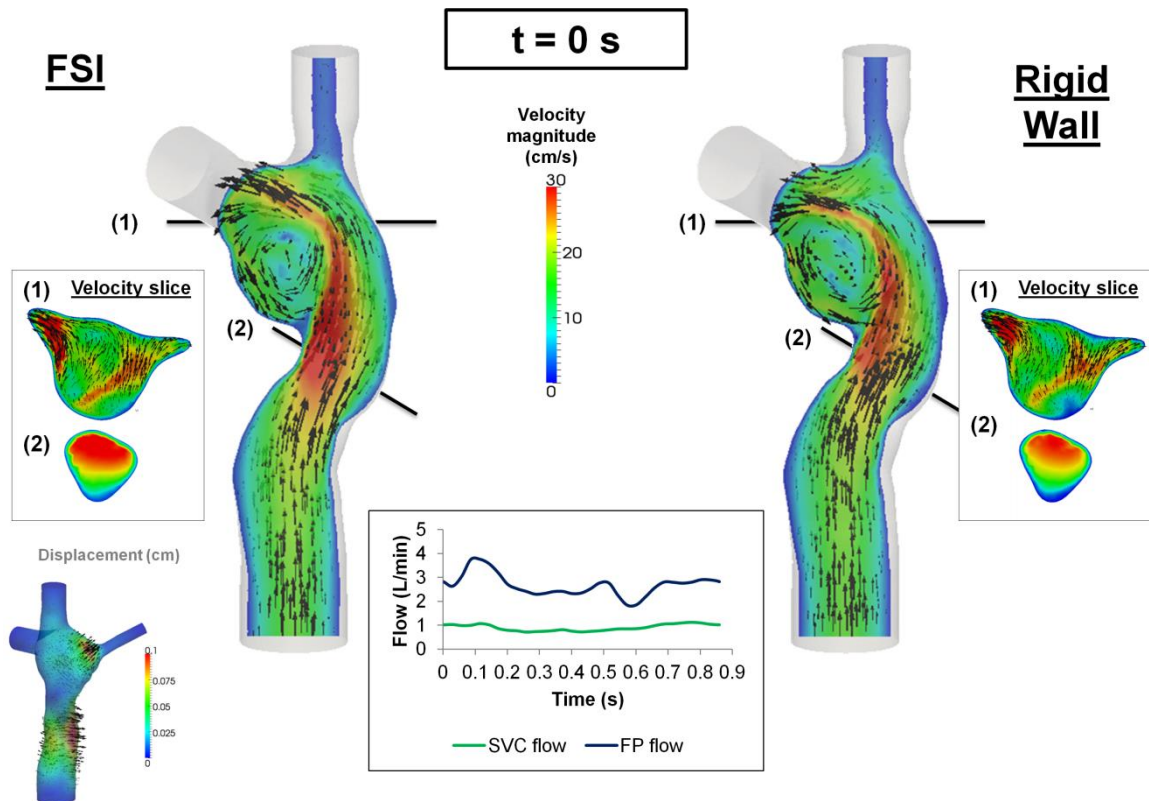 t = 0 s
FSI
Rigid
Wall
Velocity
magnitude
(cm/s)
30
20
10
0
(1)
(2)
(1)
(2)
(1) Velocity slice
(2)
(1) Velocity slice
(2)
Displacement (cm)
0.1
0.075
0.05
0.025
0
Flow (L/min)
5
4
3
2
1
0
0 0.1 0.2 0.3 0.4 0.5 0.6 0.7 0.8 0.9
Time (s)
SVC flow FP flow